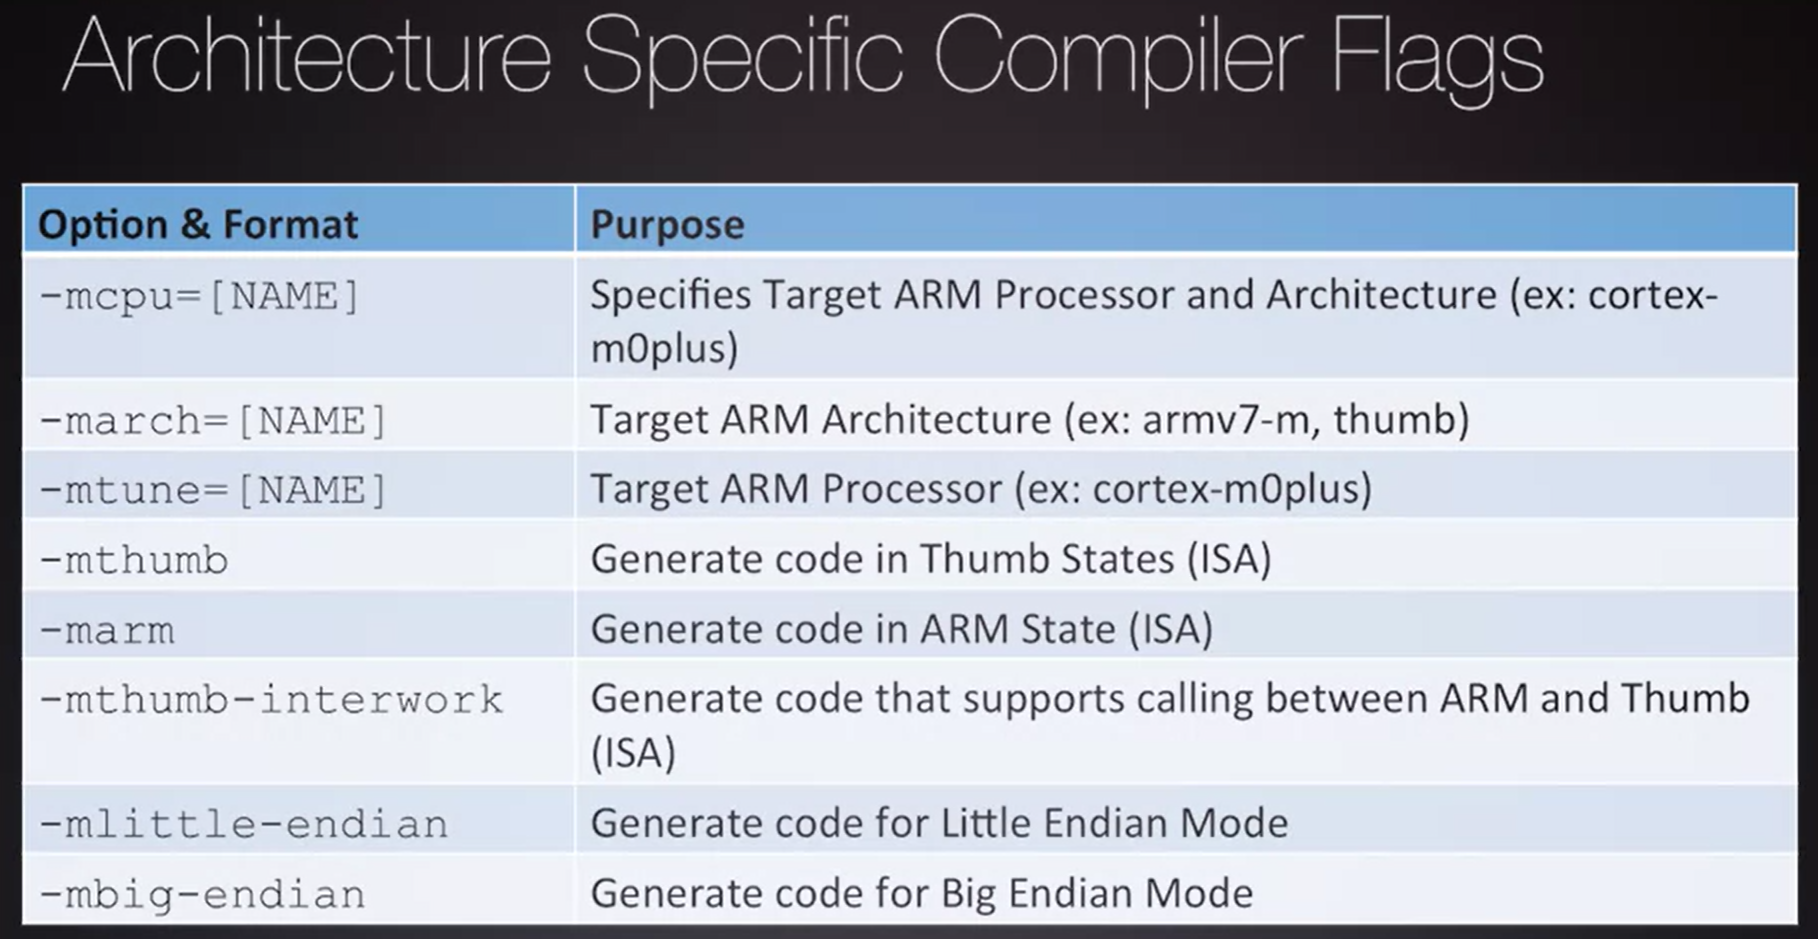 Architecture Specific Compiler Flags
Option & Format
Purpose
-mcpu=[NAME]
Specifies Target ARM Processor and Architecture (ex: cortex-
m0plus)
-march=[NAME]
Target ARM Architecture (ex: armv7-m, thumb)
-mtune=[NAME]
Target ARM Processor (ex: cortex-m0plus)
-mthumb
Generate code in Thumb States (ISA)
-marm
Generate code in ARM State (ISA)
-mthumb-interwork
Generate code that supports calling between ARM and Thumb
(ISA)
-mlittle-endian
Generate code for Little Endian Mode
-mbig-endian
Generate code for Big Endian Mode